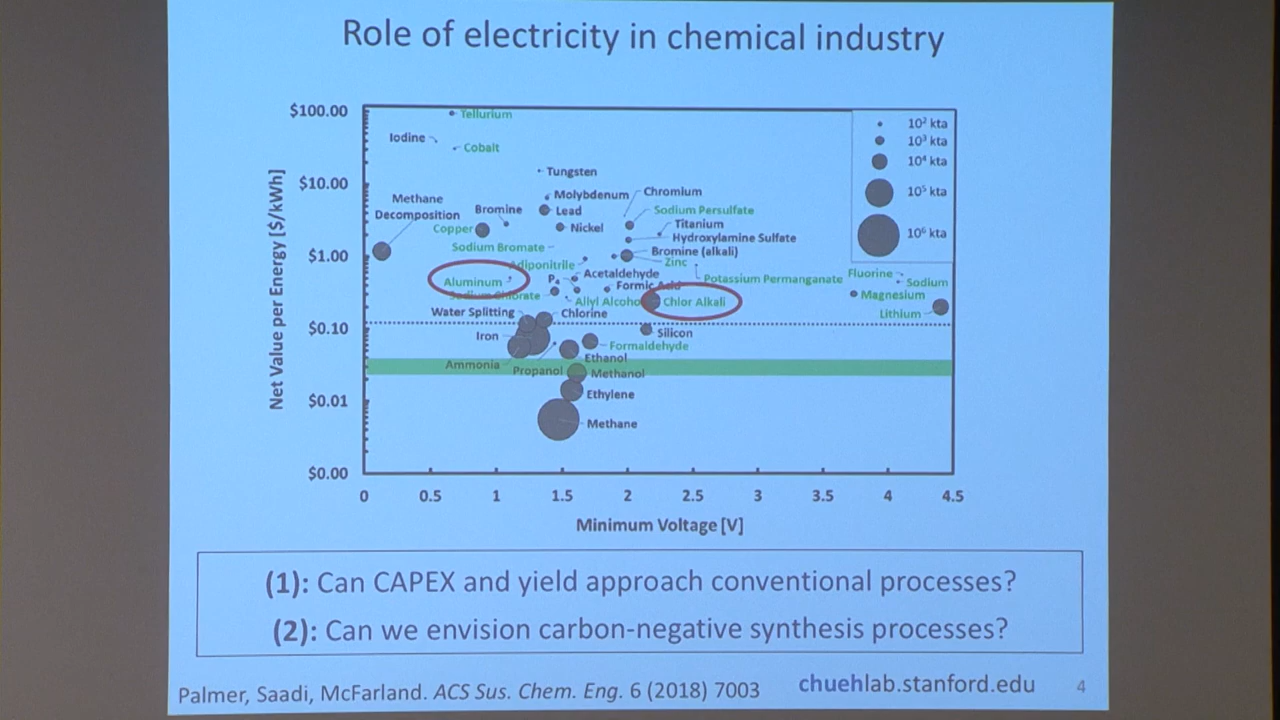 Role of electricity in chemical industry
$100.00
Tellurium
10² kta
Iodine
10³ kta
Cobalt
10⁴ kta
Tungsten
$10.00
10⁵ kta
Methane
Decomposition
Molybdenum
Chromium
Bromine
Lead
Sodium Persulfate
Copper
Nickel
Titanium
10⁶ kta
Hydroxylamine Sulfate
Sodium Bromate
Bromine (alkali)
$1.00
Adiponitrile
Zinc
Acetaldehyde
Fluorine
Aluminum
P₄
Potassium Permanganate
Sodium
Formic Acid
Sodium Chlorate
Allyl Alcohol
Chlor Alkali
Magnesium
Water Splitting
Chlorine
Lithium
$0.10
Iron
Silicon
Formaldehyde
Ethanol
Ammonia
Propanol
Methanol
$0.01
Ethylene
Methane
$0.00
Net Value per Energy [$/kWh]
0 0.5 1 1.5 2 2.5 3 3.5 4 4.5
Minimum Voltage [V]
(1): Can CAPEX and yield approach conventional processes?
(2): Can we envision carbon-negative synthesis processes?
Palmer, Saadi, McFarland. ACS Sus. Chem. Eng. 6 (2018) 7003
chuehlab.stanford.edu
4